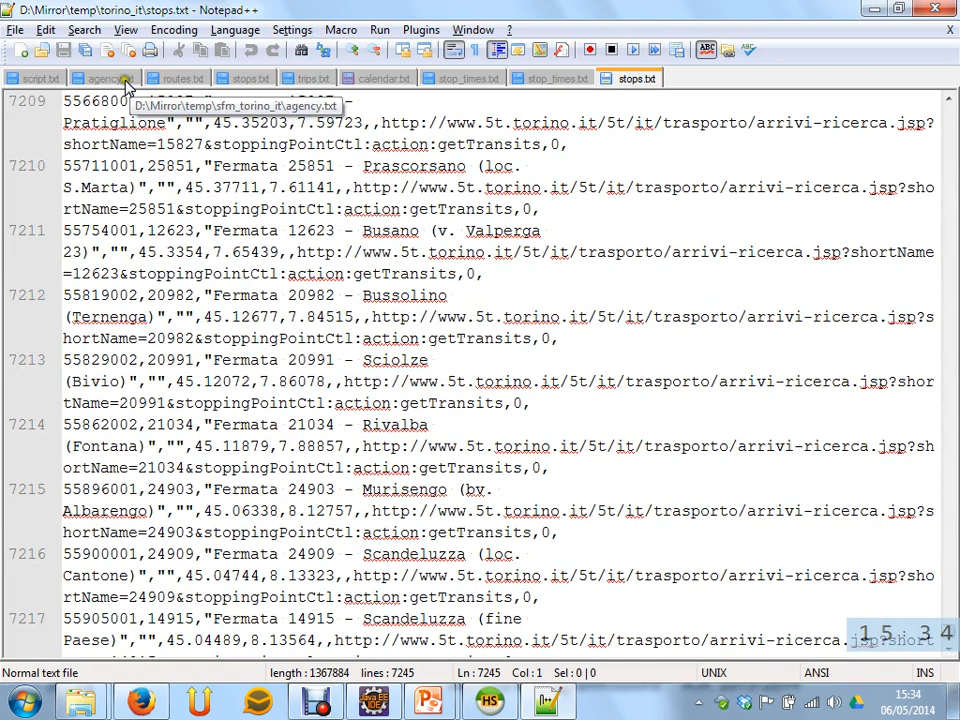 D:\Mirror\temp\torino_it\stops.txt - Notepad++
File Edit Search View Encoding Language Settings Macro Run Plugins Window ? X
script.txt agency.txt routes.txt stops.txt trips.txt calendar.txt stop_times.txt stop_times.txt stops.txt
D:\Mirror\temp\sfm_torino_it\agency.txt
7209 5566800
Pratiglione","",45.35203,7.59723,,http://www.5t.torino.it/5t/it/trasporto/arrivi-ricerca.jsp?
shortName=15827&stoppingPointCtl:action:getTransits,0,
7210 55711001,25851,"Fermata 25851 - Prascorsano (loc.
S.Marta)","",45.37711,7.61141,,http://www.5t.torino.it/5t/it/trasporto/arrivi-ricerca.jsp?sho
rtName=25851&stoppingPointCtl:action:getTransits,0,
7211 55754001,12623,"Fermata 12623 - Busano (v. Valperga
23)","",45.3354,7.65439,,http://www.5t.torino.it/5t/it/trasporto/arrivi-ricerca.jsp?shortName
=12623&stoppingPointCtl:action:getTransits,0,
7212 55819002,20982,"Fermata 20982 - Bussolino
(Ternenga)","",45.12677,7.84515,,http://www.5t.torino.it/5t/it/trasporto/arrivi-ricerca.jsp?s
hortName=20982&stoppingPointCtl:action:getTransits,0,
7213 55829002,20991,"Fermata 20991 - Sciolze
(Bivio)","",45.12072,7.86078,,http://www.5t.torino.it/5t/it/trasporto/arrivi-ricerca.jsp?shor
tName=20991&stoppingPointCtl:action:getTransits,0,
7214 55862002,21034,"Fermata 21034 - Rivalba
(Fontana)","",45.11879,7.88857,,http://www.5t.torino.it/5t/it/trasporto/arrivi-ricerca.jsp?sh
ortName=21034&stoppingPointCtl:action:getTransits,0,
7215 55896001,24903,"Fermata 24903 - Murisengo (bv.
Albarengo)","",45.06338,8.12757,,http://www.5t.torino.it/5t/it/trasporto/arrivi-ricerca.jsp?s
hortName=24903&stoppingPointCtl:action:getTransits,0,
7216 55900001,24909,"Fermata 24909 - Scandeluzza (loc.
Cantone)","",45.04744,8.13323,,http://www.5t.torino.it/5t/it/trasporto/arrivi-ricerca.jsp?sho
rtName=24909&stoppingPointCtl:action:getTransits,0,
7217 55905001,14915,"Fermata 14915 - Scandeluzza (fine
Paese)","",45.04489,8.13564,,http://www.5t.torino.it/5t/it/trasporto/arrivi-ricerca.jsp?short
15:34
Normal text file length : 1367884 lines : 7245 Ln : 7245 Col : 1 Sel : 0 | 0 UNIX ANSI INS
15:34
06/05/2014